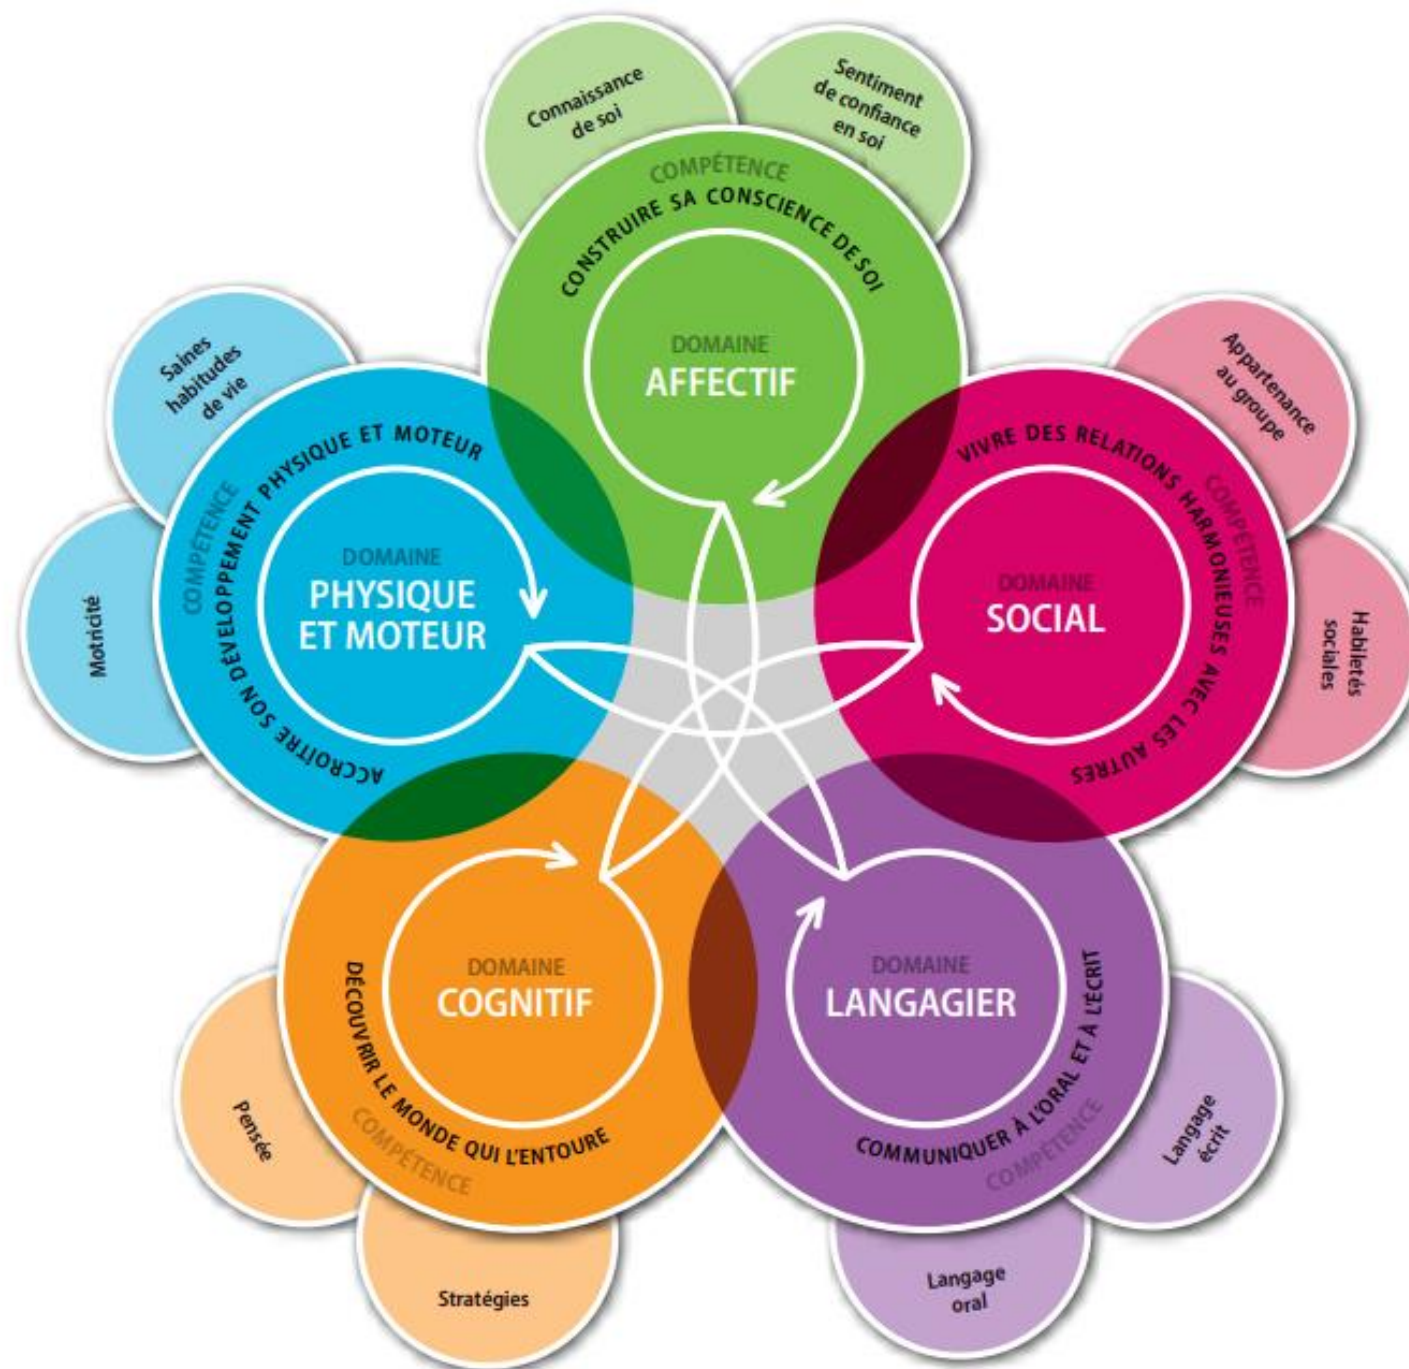 Connaissance
de soi
Sentiment
de confiance
en soi
COMPÉTENCE
CONSTRUIRE SA CONSCIENCE DE SOI
DOMAINE
AFFECTIF
Appartenance
au groupe
Habiletés
sociales
COMPÉTENCE
VIVRE DES RELATIONS HARMONIEUSES AVEC LES AUTRES
DOMAINE
SOCIAL
Langage
écrit
Langage
oral
COMPÉTENCE
COMMUNIQUER À L'ORAL ET À L'ÉCRIT
DOMAINE
LANGAGIER
Stratégies
Pensée
COMPÉTENCE
DÉCOUVRIR LE MONDE QUI L'ENTOURE
DOMAINE
COGNITIF
Motricité
Saines
habitudes
de vie
COMPÉTENCE
ACCROÎTRE SON DÉVELOPPEMENT PHYSIQUE ET MOTEUR
DOMAINE
PHYSIQUE
ET MOTEUR